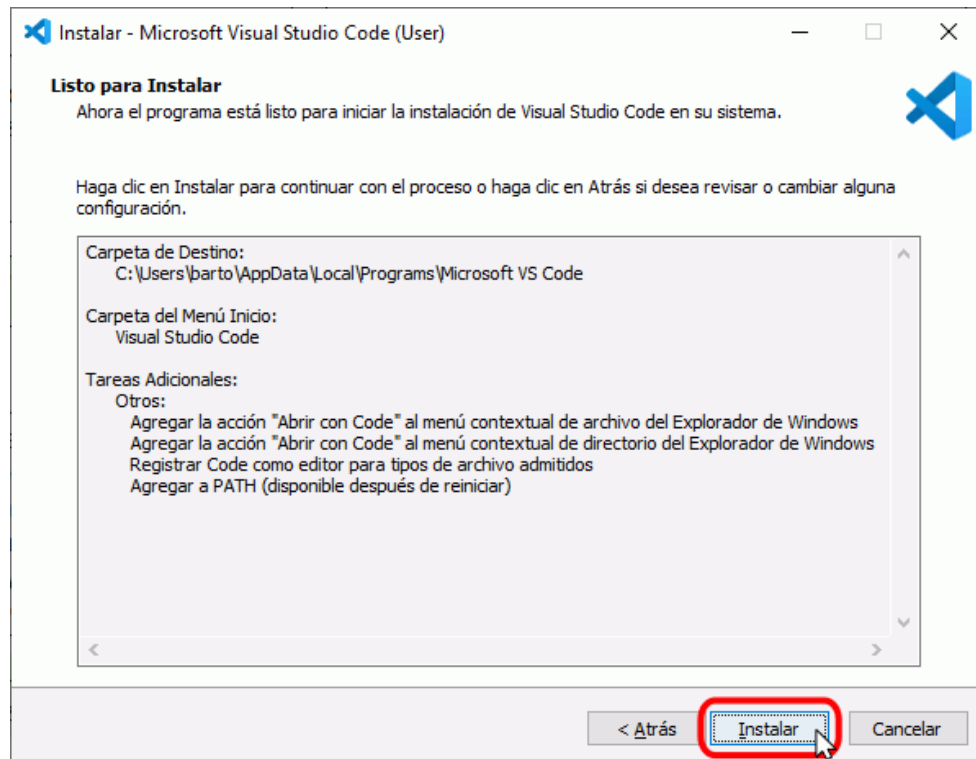 Instalar - Microsoft Visual Studio Code (User)
Listo para Instalar
Ahora el programa está listo para iniciar la instalación de Visual Studio Code en su sistema.
Haga clic en Instalar para continuar con el proceso o haga clic en Atrás si desea revisar o cambiar alguna
configuración.
Carpeta de Destino:
C:\Users\barto\AppData\Local\Programs\Microsoft VS Code
Carpeta del Menú Inicio:
Visual Studio Code
Tareas Adicionales:
Otros:
Agregar la acción "Abrir con Code" al menú contextual de archivo del Explorador de Windows
Agregar la acción "Abrir con Code" al menú contextual de directorio del Explorador de Windows
Registrar Code como editor para tipos de archivo admitidos
Agregar a PATH (disponible después de reiniciar)
< Atrás Instalar Cancelar